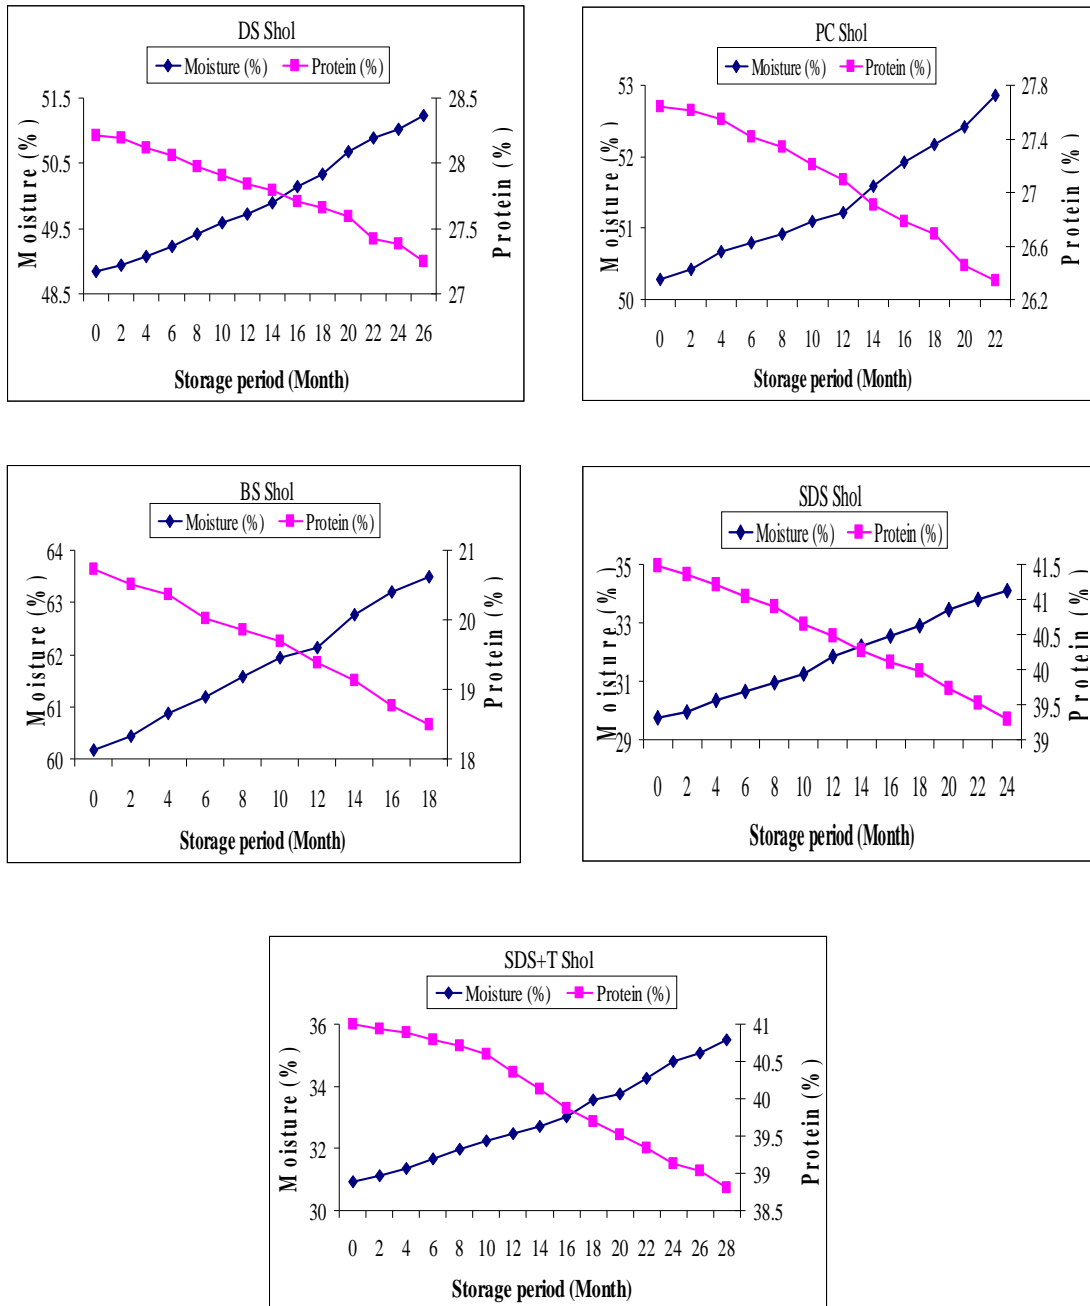 DS Shol
Moisture (%) Protein (%)
51.5
50.5
49.5
48.5
28.5
28
27.5
27
Moisture (%)
Protein (%)
0 2 4 6 8 10 12 14 16 18 20 22 24 26
Storage period (Month)
PC Shol
Moisture (%) Protein (%)
53
52
51
50
27.8
27.4
27
26.6
26.2
Moisture (%)
Protein (%)
0 2 4 6 8 10 12 14 16 18 20 22
Storage period (Month)
BS Shol
Moisture (%) Protein (%)
64
63
62
61
60
21
20
19
18
Moisture (%)
Protein (%)
0 2 4 6 8 10 12 14 16 18
Storage period (Month)
SDS Shol
Moisture (%) Protein (%)
35
33
31
29
41.5
41
40.5
40
39.5
39
Moisture (%)
Protein (%)
0 2 4 6 8 10 12 14 16 18 20 22 24
Storage period (Month)
SDS+T Shol
Moisture (%) Protein (%)
36
34
32
30
41
40.5
40
39.5
39
38.5
Moisture (%)
Protein (%)
0 2 4 6 8 10 12 14 16 18 20 22 24 26 28
Storage period (Month)